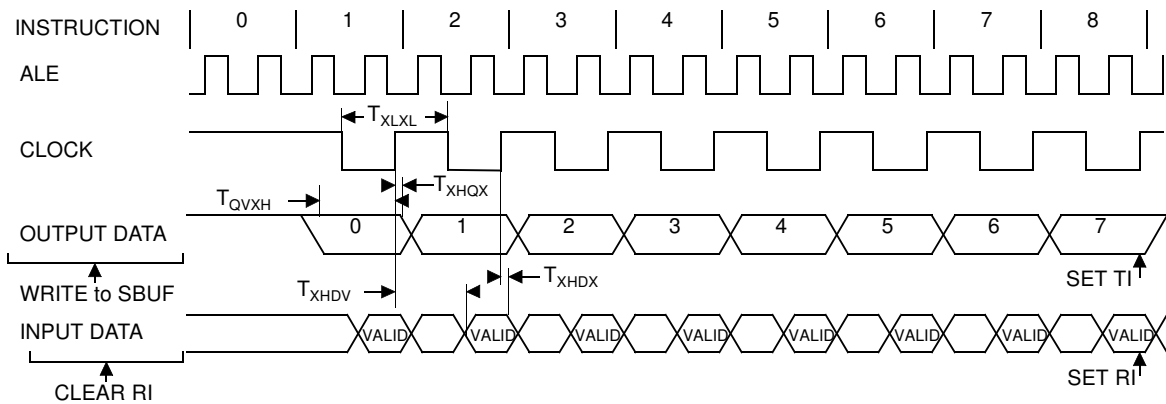 INSTRUCTION 0 1 2 3 4 5 6 7 8
ALE
TXLXL
CLOCK
TXHQX
TQVXH
OUTPUT DATA 0 1 2 3 4 5 6 7
TXHDX
SET TI
WRITE to SBUF
TXHDV
INPUT DATA VALID VALID VALID VALID VALID VALID VALID VALID
SET RI
CLEAR RI